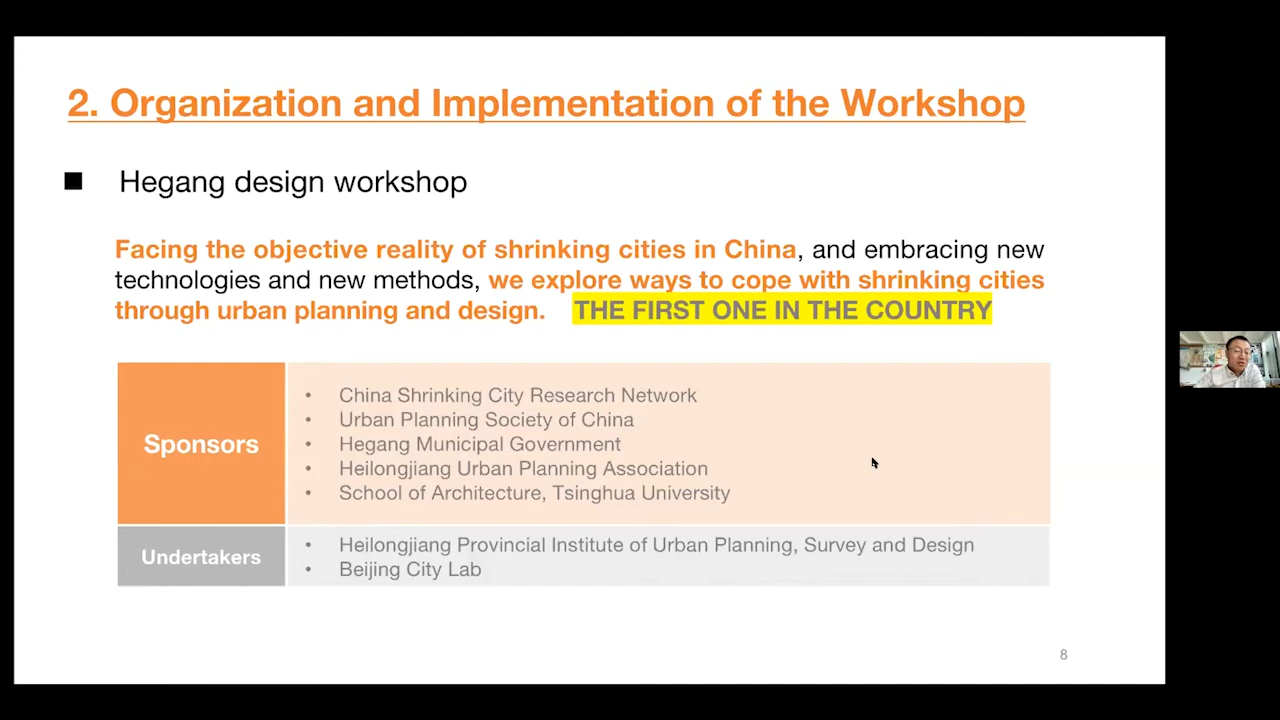 2. Organization and Implementation of the Workshop
Hegang design workshop
Facing the objective reality of shrinking cities in China, and embracing new
technologies and new methods, we explore ways to cope with shrinking cities
through urban planning and design. THE FIRST ONE IN THE COUNTRY
Sponsors
• China Shrinking City Research Network
• Urban Planning Society of China
• Hegang Municipal Government
• Heilongjiang Urban Planning Association
• School of Architecture, Tsinghua University
Undertakers
• Heilongjiang Provincial Institute of Urban Planning, Survey and Design
• Beijing City Lab
8